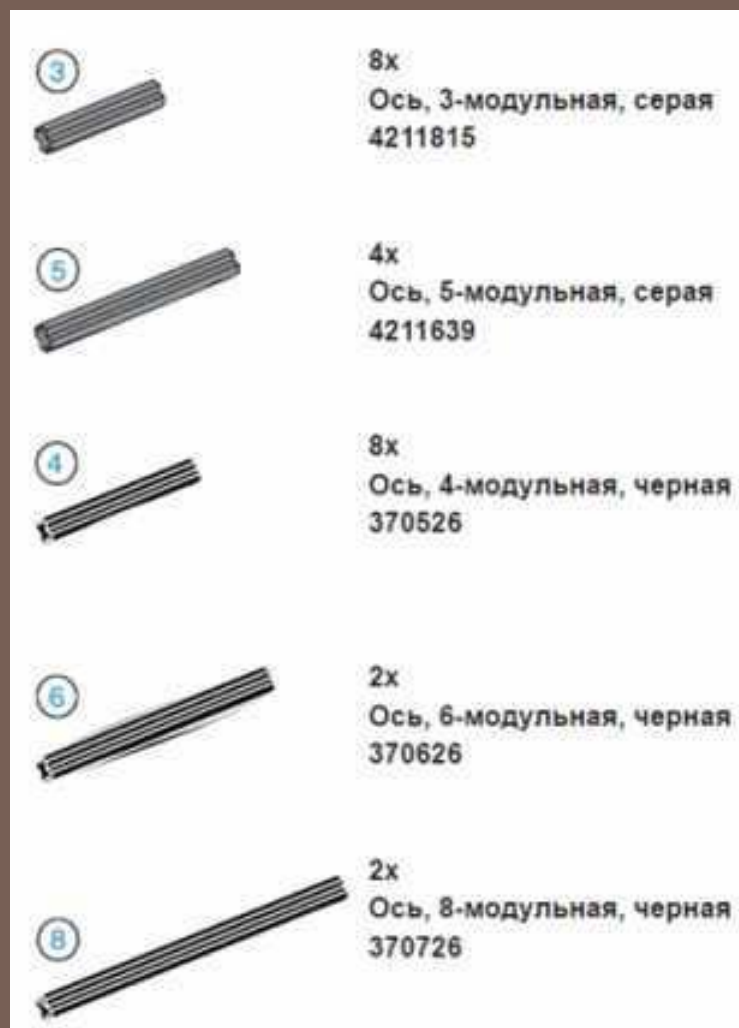 3
8x
Ось, 3-модульная, серая
4211815
5
4x
Ось, 5-модульная, серая
4211639
4
8x
Ось, 4-модульная, черная
370526
6
2x
Ось, 6-модульная, черная
370626
8
2x
Ось, 8-модульная, черная
370726